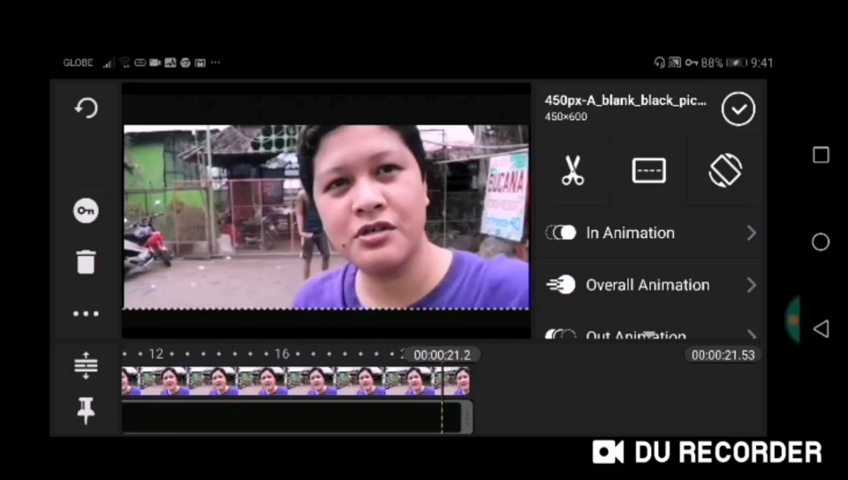 GLOBE
88%
9:41
450px-A_blank_black_pic...
450×600
BUCANA
In Animation
Overall Animation
Out Animation
12
16
00:00:21.2
00:00:21.53
DU RECORDER